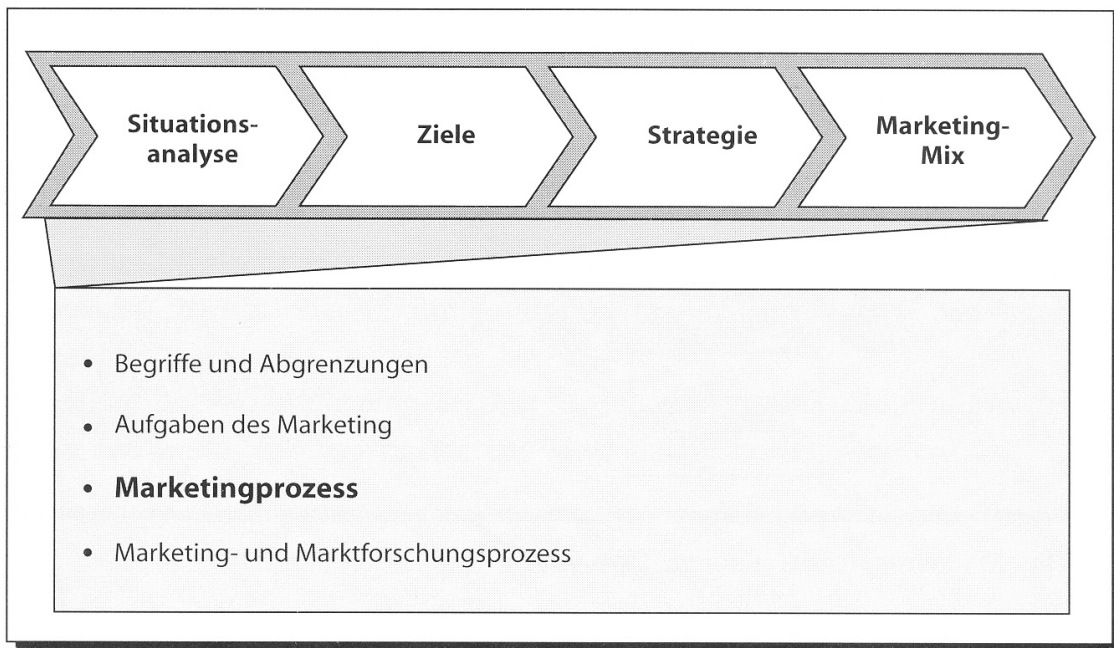 Situations-
analyse
Ziele
Strategie
Marketing-
Mix
• Begriffe und Abgrenzungen
• Aufgaben des Marketing
• Marketingprozess
• Marketing- und Marktforschungsprozess